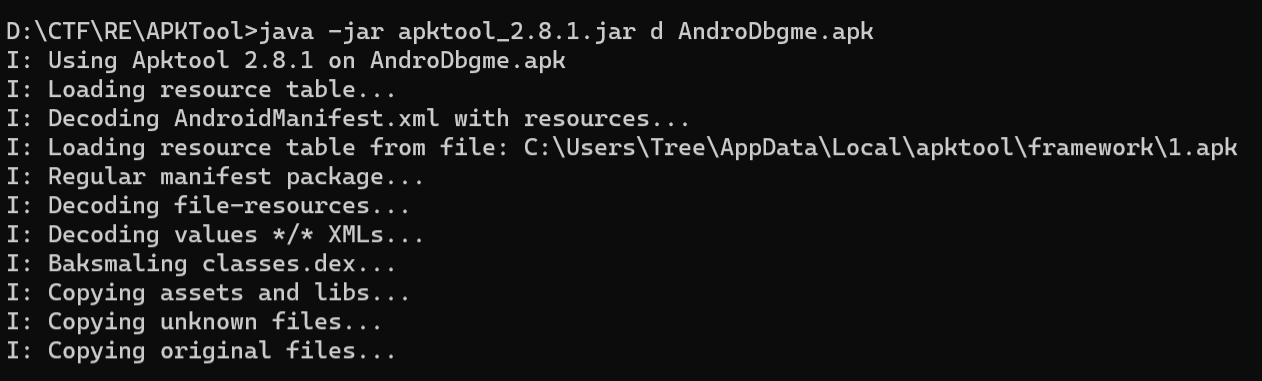 D:\CTF\RE\APKTool>java -jar apktool_2.8.1.jar d AndroDbgme.apk
I: Using Apktool 2.8.1 on AndroDbgme.apk
I: Loading resource table...
I: Decoding AndroidManifest.xml with resources...
I: Loading resource table from file: C:\Users\Tree\AppData\Local\apktool\framework\1.apk
I: Regular manifest package...
I: Decoding file-resources...
I: Decoding values */* XMLs...
I: Baksmaling classes.dex...
I: Copying assets and libs...
I: Copying unknown files...
I: Copying original files...